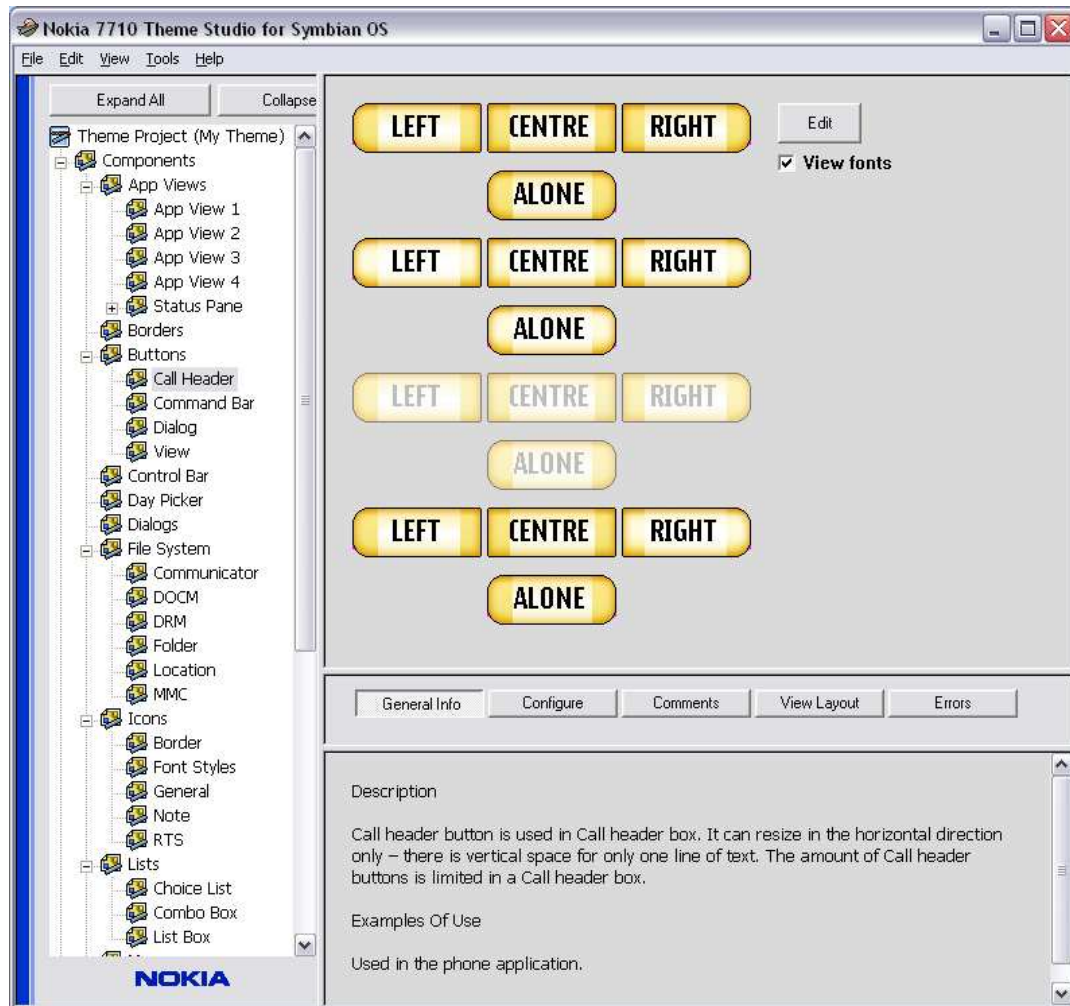 Nokia 7710 Theme Studio for Symbian OS
File Edit View Tools Help
Expand All Collapse
Theme Project (My Theme)
Components
App Views
App View 1
App View 2
App View 3
App View 4
Status Pane
Borders
Buttons
Call Header
Command Bar
Dialog
View
Control Bar
Day Picker
Dialogs
File System
Communicator
DOCM
DRM
Folder
Location
MMC
Icons
Border
Font Styles
General
Note
RTS
Lists
Choice List
Combo Box
List Box
NOKIA
LEFT CENTRE RIGHT
ALONE
LEFT CENTRE RIGHT
ALONE
LEFT CENTRE RIGHT
ALONE
LEFT CENTRE RIGHT
ALONE
Edit
View fonts
General Info Configure Comments View Layout Errors
Description
Call header button is used in Call header box. It can resize in the horizontal direction
only – there is vertical space for only one line of text. The amount of Call header
buttons is limited in a Call header box.
Examples Of Use
Used in the phone application.